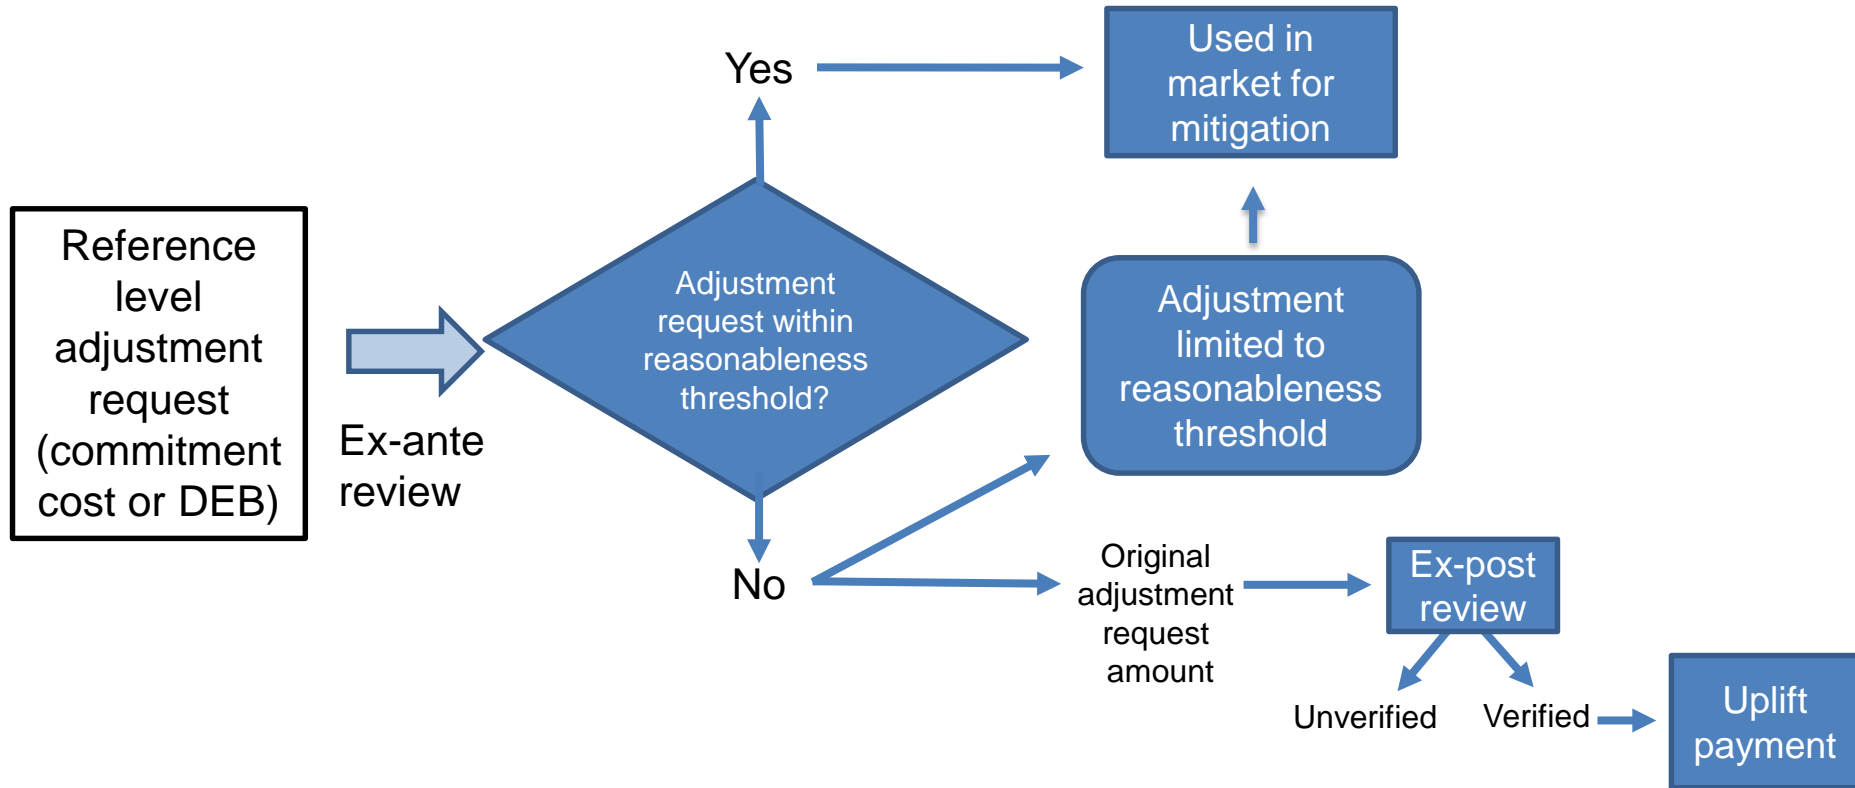 Reference
level
adjustment
request
(commitment
cost or DEB)
Ex-ante
review
Adjustment
request within
reasonableness
threshold?
Yes
Used in
market for
mitigation
Adjustment
limited to
reasonableness
threshold
No
Original
adjustment
request
amount
Ex-post
review
Unverified
Verified
Uplift
payment